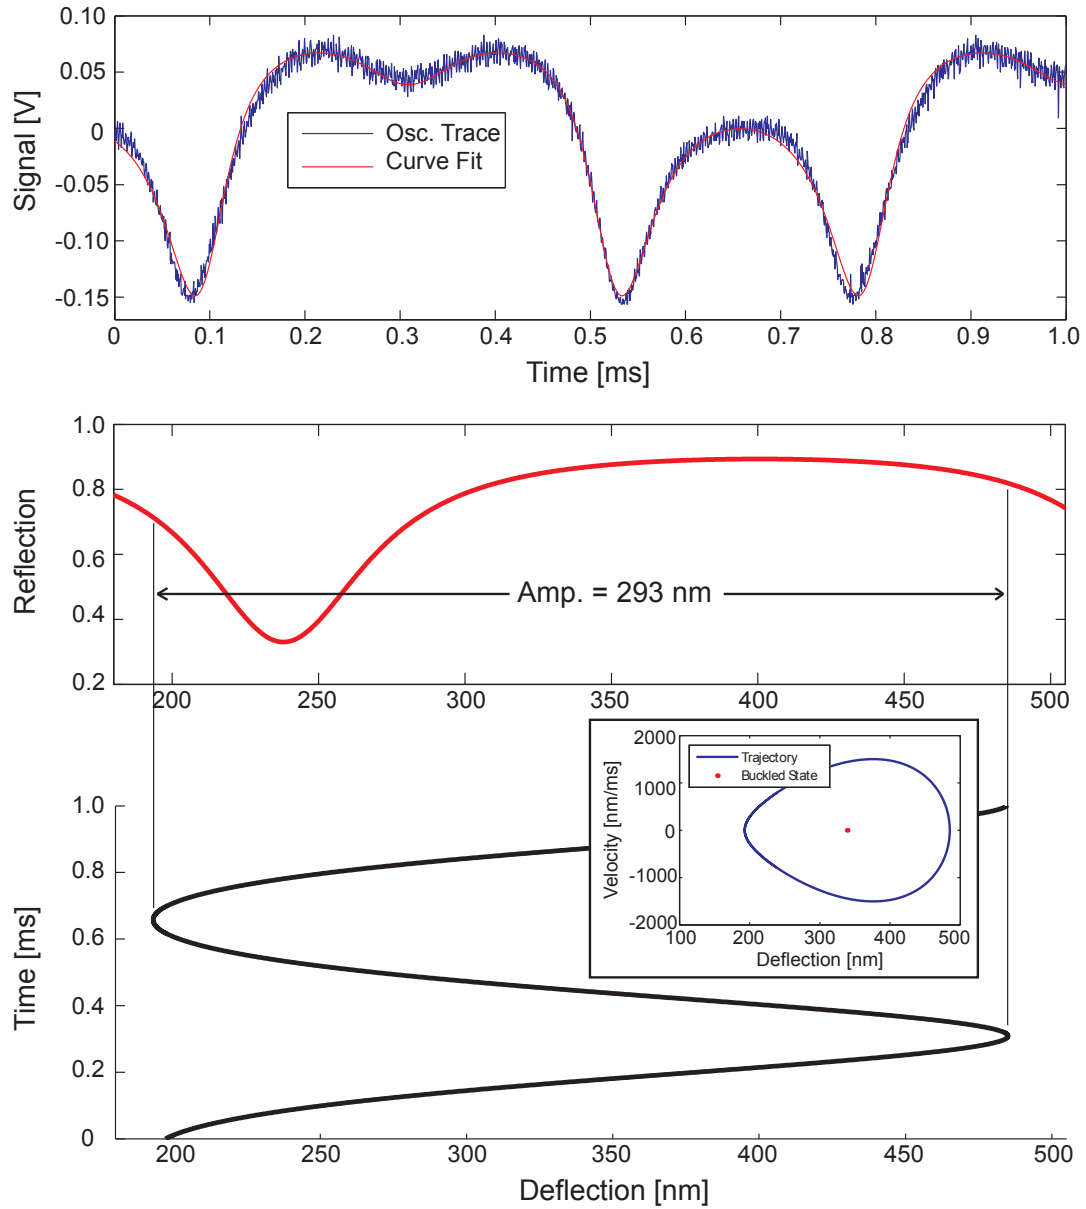 0.10
0.05
0
-0.05
-0.10
-0.15
Signal [V]
Osc. Trace
Curve Fit
0 0.1 0.2 0.3 0.4 0.5 0.6 0.7 0.8 0.9 1.0
Time [ms]
1.0
0.8
0.6
0.4
0.2
Reflection
Amp. = 293 nm
200 250 300 350 400 450 500
2000
1000
0
-1000
-2000
Velocity [nm/ms]
Trajectory
Buckled State
100 200 300 400 500
Deflection [nm]
1.0
0.8
0.6
0.4
0.2
0
Time [ms]
200 250 300 350 400 450 500
Deflection [nm]